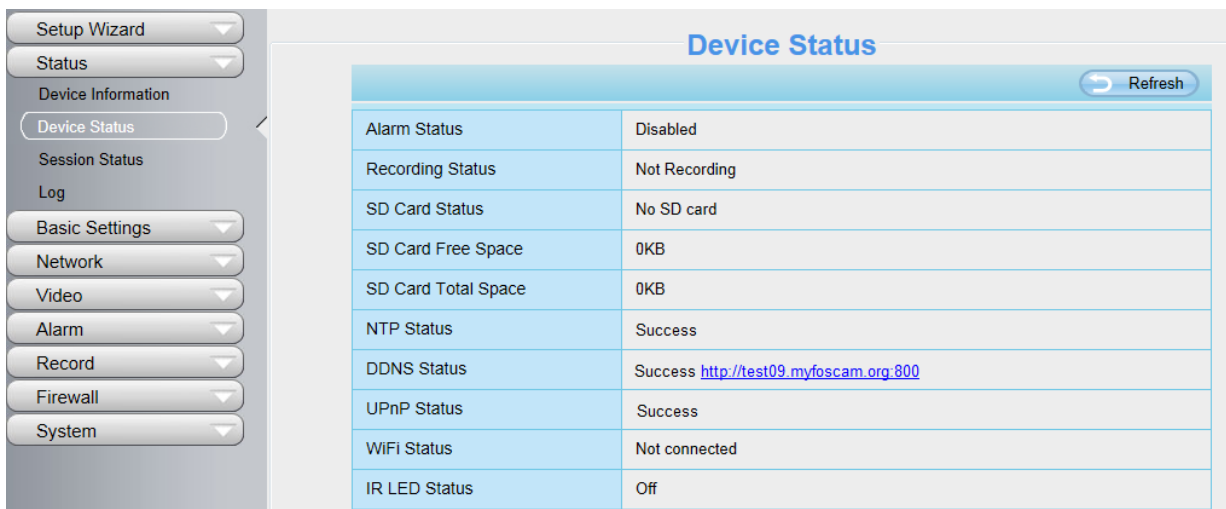 Setup Wizard
Status
Device Information
Device Status
Session Status
Log
Basic Settings
Network
Video
Alarm
Record
Firewall
System
Device Status
Refresh
Alarm Status Disabled
Recording Status Not Recording
SD Card Status No SD card
SD Card Free Space 0KB
SD Card Total Space 0KB
NTP Status Success
DDNS Status Success http://test09.myfoscam.org:800
UPnP Status Success
WiFi Status Not connected
IR LED Status Off